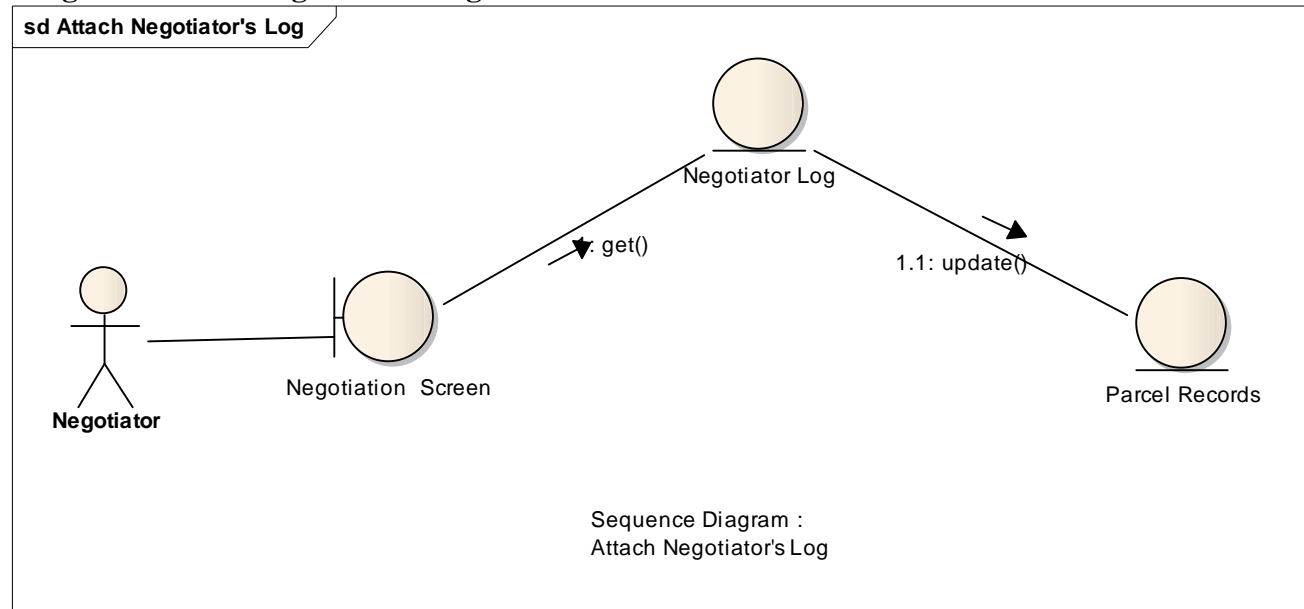 sd Attach Negotiator's Log
Negotiator Log
: get()
1.1: update()
Negotiation Screen
Parcel Records
Negotiator
Sequence Diagram :
Attach Negotiator's Log